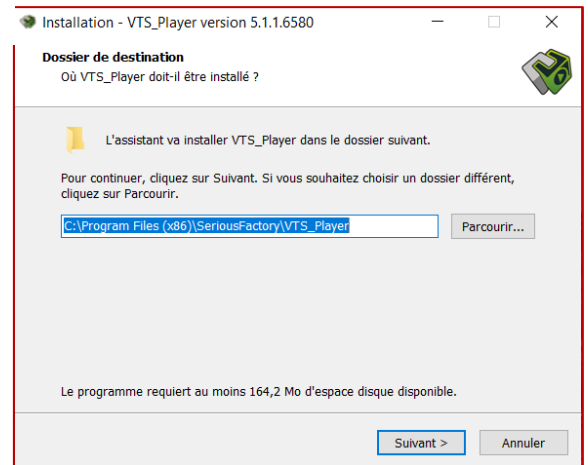 Installation - VTS_Player version 5.1.1.6580
Dossier de destination
Où VTS_Player doit-il être installé ?
L'assistant va installer VTS_Player dans le dossier suivant.
Pour continuer, cliquez sur Suivant. Si vous souhaitez choisir un dossier différent,
cliquez sur Parcourir.
C:\Program Files (x86)\SeriousFactory\VTS_Player
Parcourir...
Le programme requiert au moins 164,2 Mo d'espace disque disponible.
Suivant >
Annuler